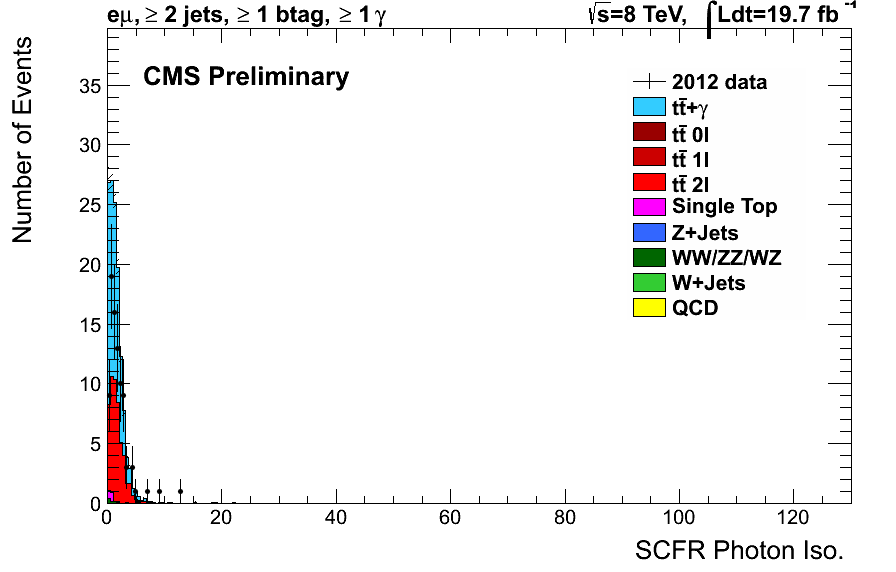 eμ, ≥ 2 jets, ≥ 1 btag, ≥ 1 γ
√s=8 TeV, ∫Ldt=19.7 fb⁻¹
CMS Preliminary
Number of Events
35
30
25
20
15
10
5
0
2012 data
tt̄+γ
tt̄ 0l
tt̄ 1l
tt̄ 2l
Single Top
Z+Jets
WW/ZZ/WZ
W+Jets
QCD
0 20 40 60 80 100 120
SCFR Photon Iso.